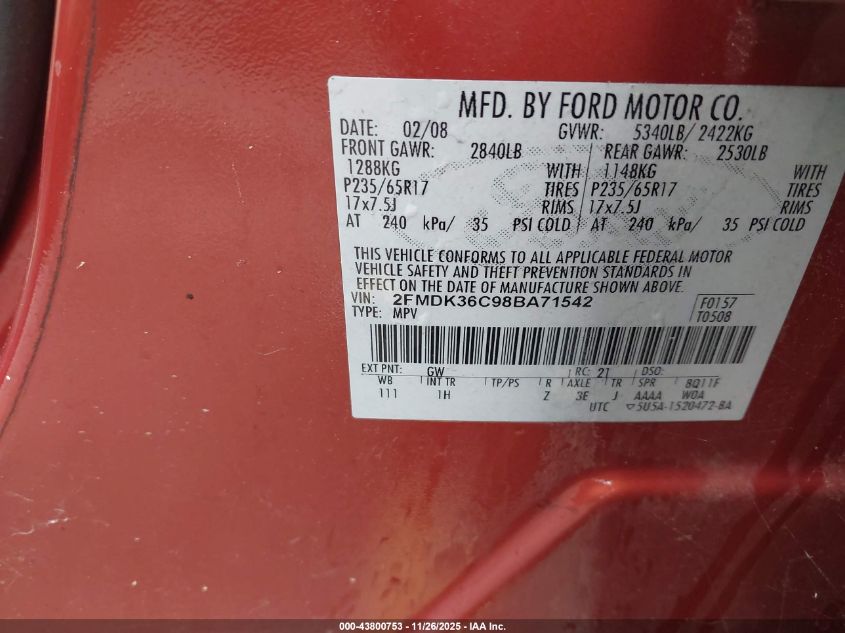 MFD. BY FORD MOTOR CO.
DATE: 02/08 GVWR: 5340LB/ 2422KG
FRONT GAWR: 2840LB REAR GAWR: 2530LB
1288KG WITH 1148KG WITH
P235/65R17 TIRES P235/65R17 TIRES
17x7.5J RIMS 17x7.5J RIMS
AT 240 kPa/ 35 PSI COLD AT 240 kPa/ 35 PSI COLD
THIS VEHICLE CONFORMS TO ALL APPLICABLE FEDERAL MOTOR
VEHICLE SAFETY AND THEFT PREVENTION STANDARDS IN
EFFECT ON THE DATE OF MANUFACTURE SHOWN ABOVE.
VIN: 2FMDK36C98BA71542 F0157
TYPE: MPV T0508
EXT PNT: GW RC: 21 DSO:
WB INT TR TP/PS R AXLE TR SPR BQ11F
111 1H Z 3E J AAAA W0A
UTC ▽5U5A-1520472-BA
000-43800753 - 11/26/2025 - IAA Inc.